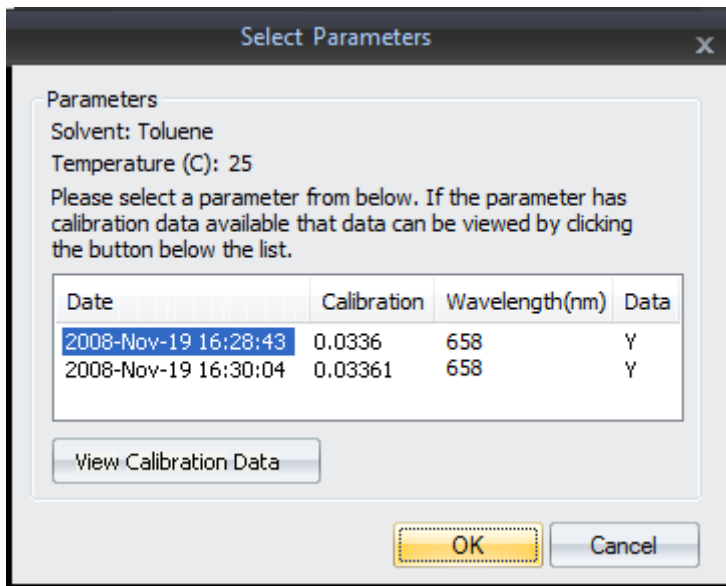 Select Parameters
x
Parameters
Solvent: Toluene
Temperature (C): 25
Please select a parameter from below. If the parameter has
calibration data available that data can be viewed by clicking
the button below the list.
Date Calibration Wavelength(nm) Data
2008-Nov-19 16:28:43 0.0336 658 Y
2008-Nov-19 16:30:04 0.03361 658 Y
View Calibration Data
OK Cancel